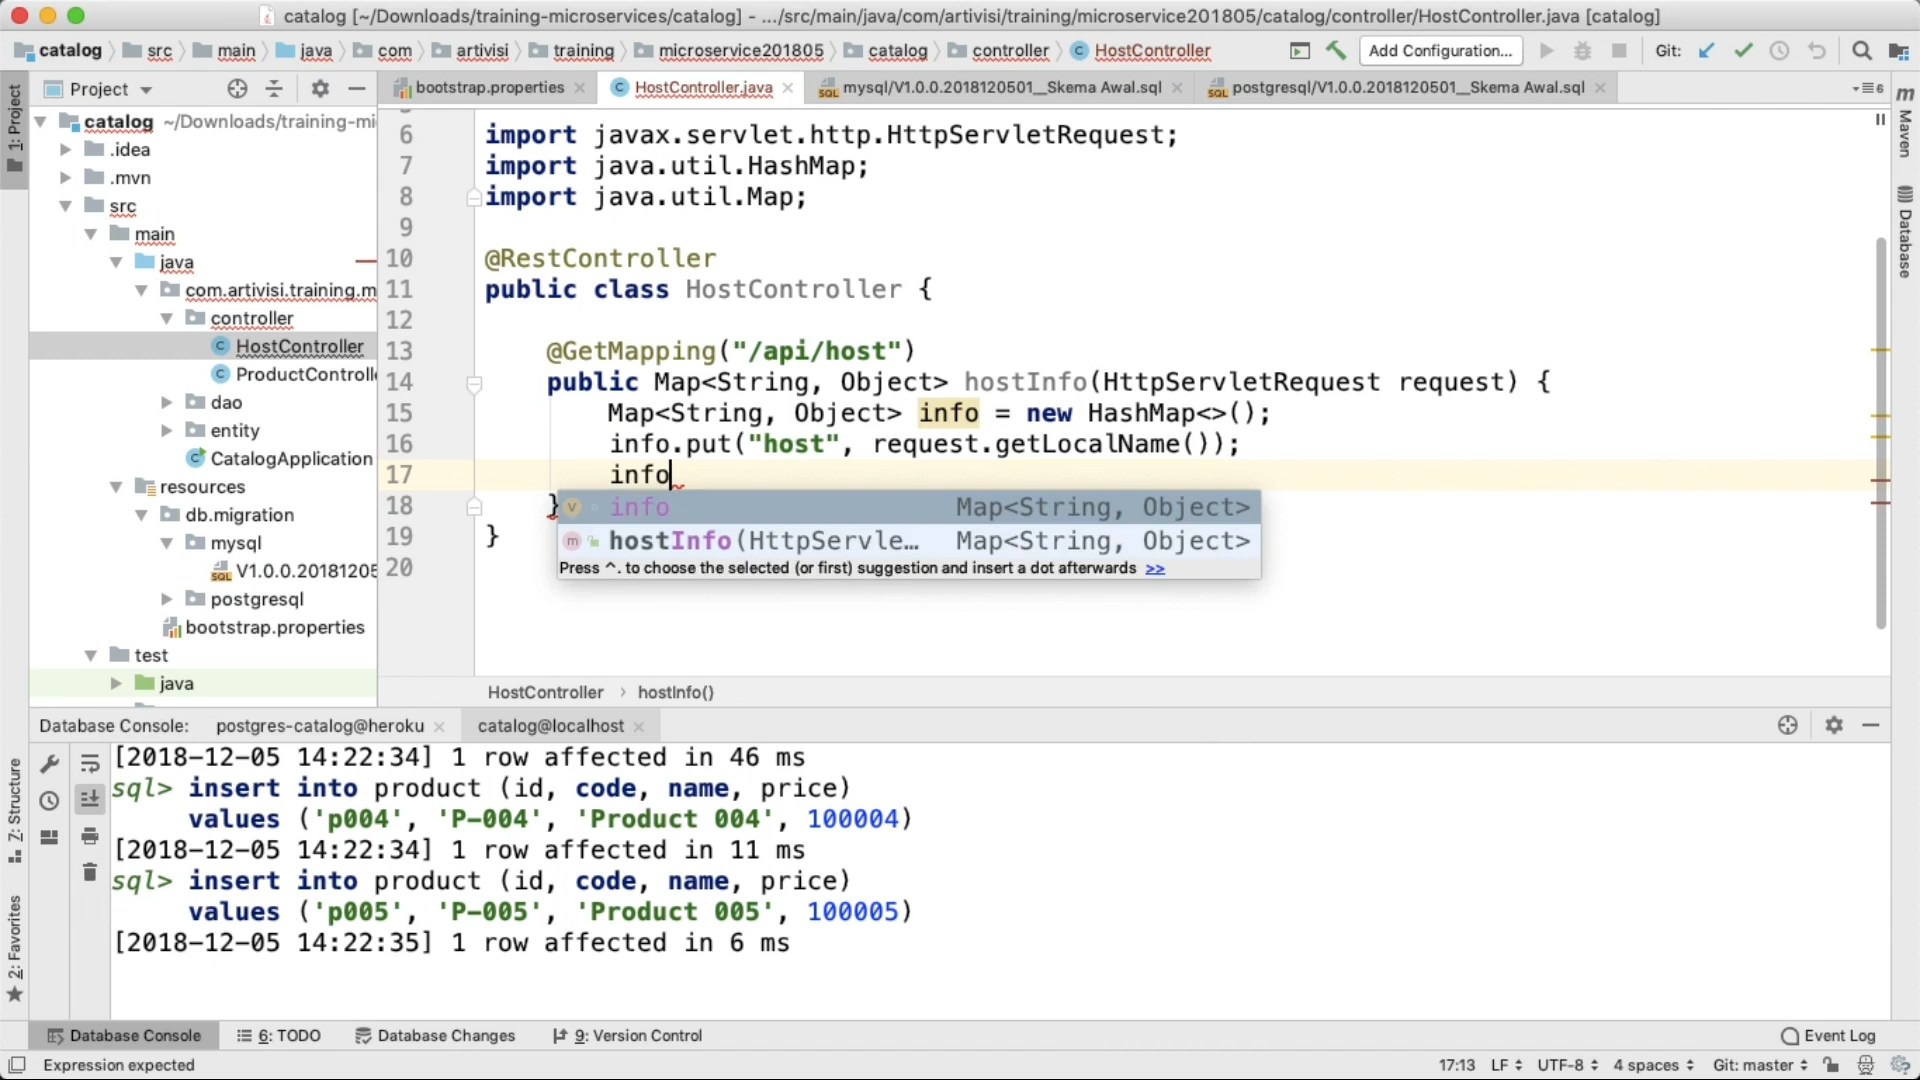 catalog [~/Downloads/training-microservices/catalog] - .../src/main/java/com/artivisi/training/microservice201805/catalog/controller/HostController.java [catalog]
catalog src main java com artivisi training microservice201805 catalog controller HostController Add Configuration... Git:
Project
bootstrap.properties HostController.java mysql/V1.0.0.2018120501__Skema Awal.sql postgresql/V1.0.0.2018120501__Skema Awal.sql 6
1: Project
Maven
Database
7: Structure
2: Favorites
catalog ~/Downloads/training-mi
.idea
.mvn
src
main
java
com.artivisi.training.m
controller
HostController
ProductControll
dao
entity
CatalogApplication
resources
db.migration
mysql
V1.0.0.20181205
postgresql
bootstrap.properties
test
java
6 import javax.servlet.http.HttpServletRequest;
7 import java.util.HashMap;
8 import java.util.Map;
9
10 @RestController
11 public class HostController {
12
13 @GetMapping("/api/host")
14 public Map<String, Object> hostInfo(HttpServletRequest request) {
15 Map<String, Object> info = new HashMap<>();
16 info.put("host", request.getLocalName());
17 info
18 }
19 }
20
info Map<String, Object>
hostInfo(HttpServle... Map<String, Object>
Press ^. to choose the selected (or first) suggestion and insert a dot afterwards >>
HostController › hostInfo()
Database Console: postgres-catalog@heroku catalog@localhost
[2018-12-05 14:22:34] 1 row affected in 46 ms
sql> insert into product (id, code, name, price)
values ('p004', 'P-004', 'Product 004', 100004)
[2018-12-05 14:22:34] 1 row affected in 11 ms
sql> insert into product (id, code, name, price)
values ('p005', 'P-005', 'Product 005', 100005)
[2018-12-05 14:22:35] 1 row affected in 6 ms
Database Console 6: TODO Database Changes 9: Version Control Event Log
Expression expected 17:13 LF UTF-8 4 spaces Git: master